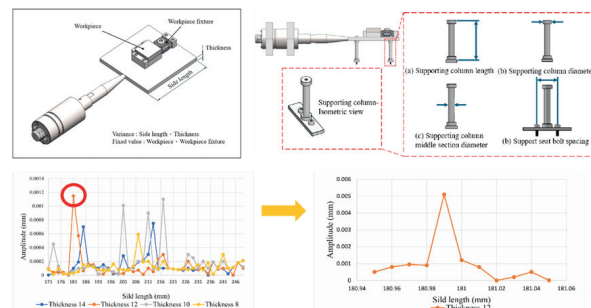 Workpiece
Workpiece fixture
Thickness
Side length
Variance : Side length、Thickness
Fixed value : Workpiece、Workpiece fixture
Supporting column-
Isometric view
(a) Supporting column length
(b) Supporting column diameter
(c) Supporting column
middle section diameter
(b) Support seat bolt spacing
Amplitude (mm)
0.0014
0.0012
0.001
0.0008
0.0006
0.0004
0.0002
0
171 176 181 186 191 196 201 206 211 216 221 226 231 236 241 246
Sild length (mm)
Thickness 14 Thickness 12 Thickness 10 Thickness 8
Amplitude (mm)
0.006
0.005
0.004
0.003
0.002
0.001
0
180.94 180.96 180.98 181 181.02 181.04 181.06
Sild length (mm)
Thickness 12